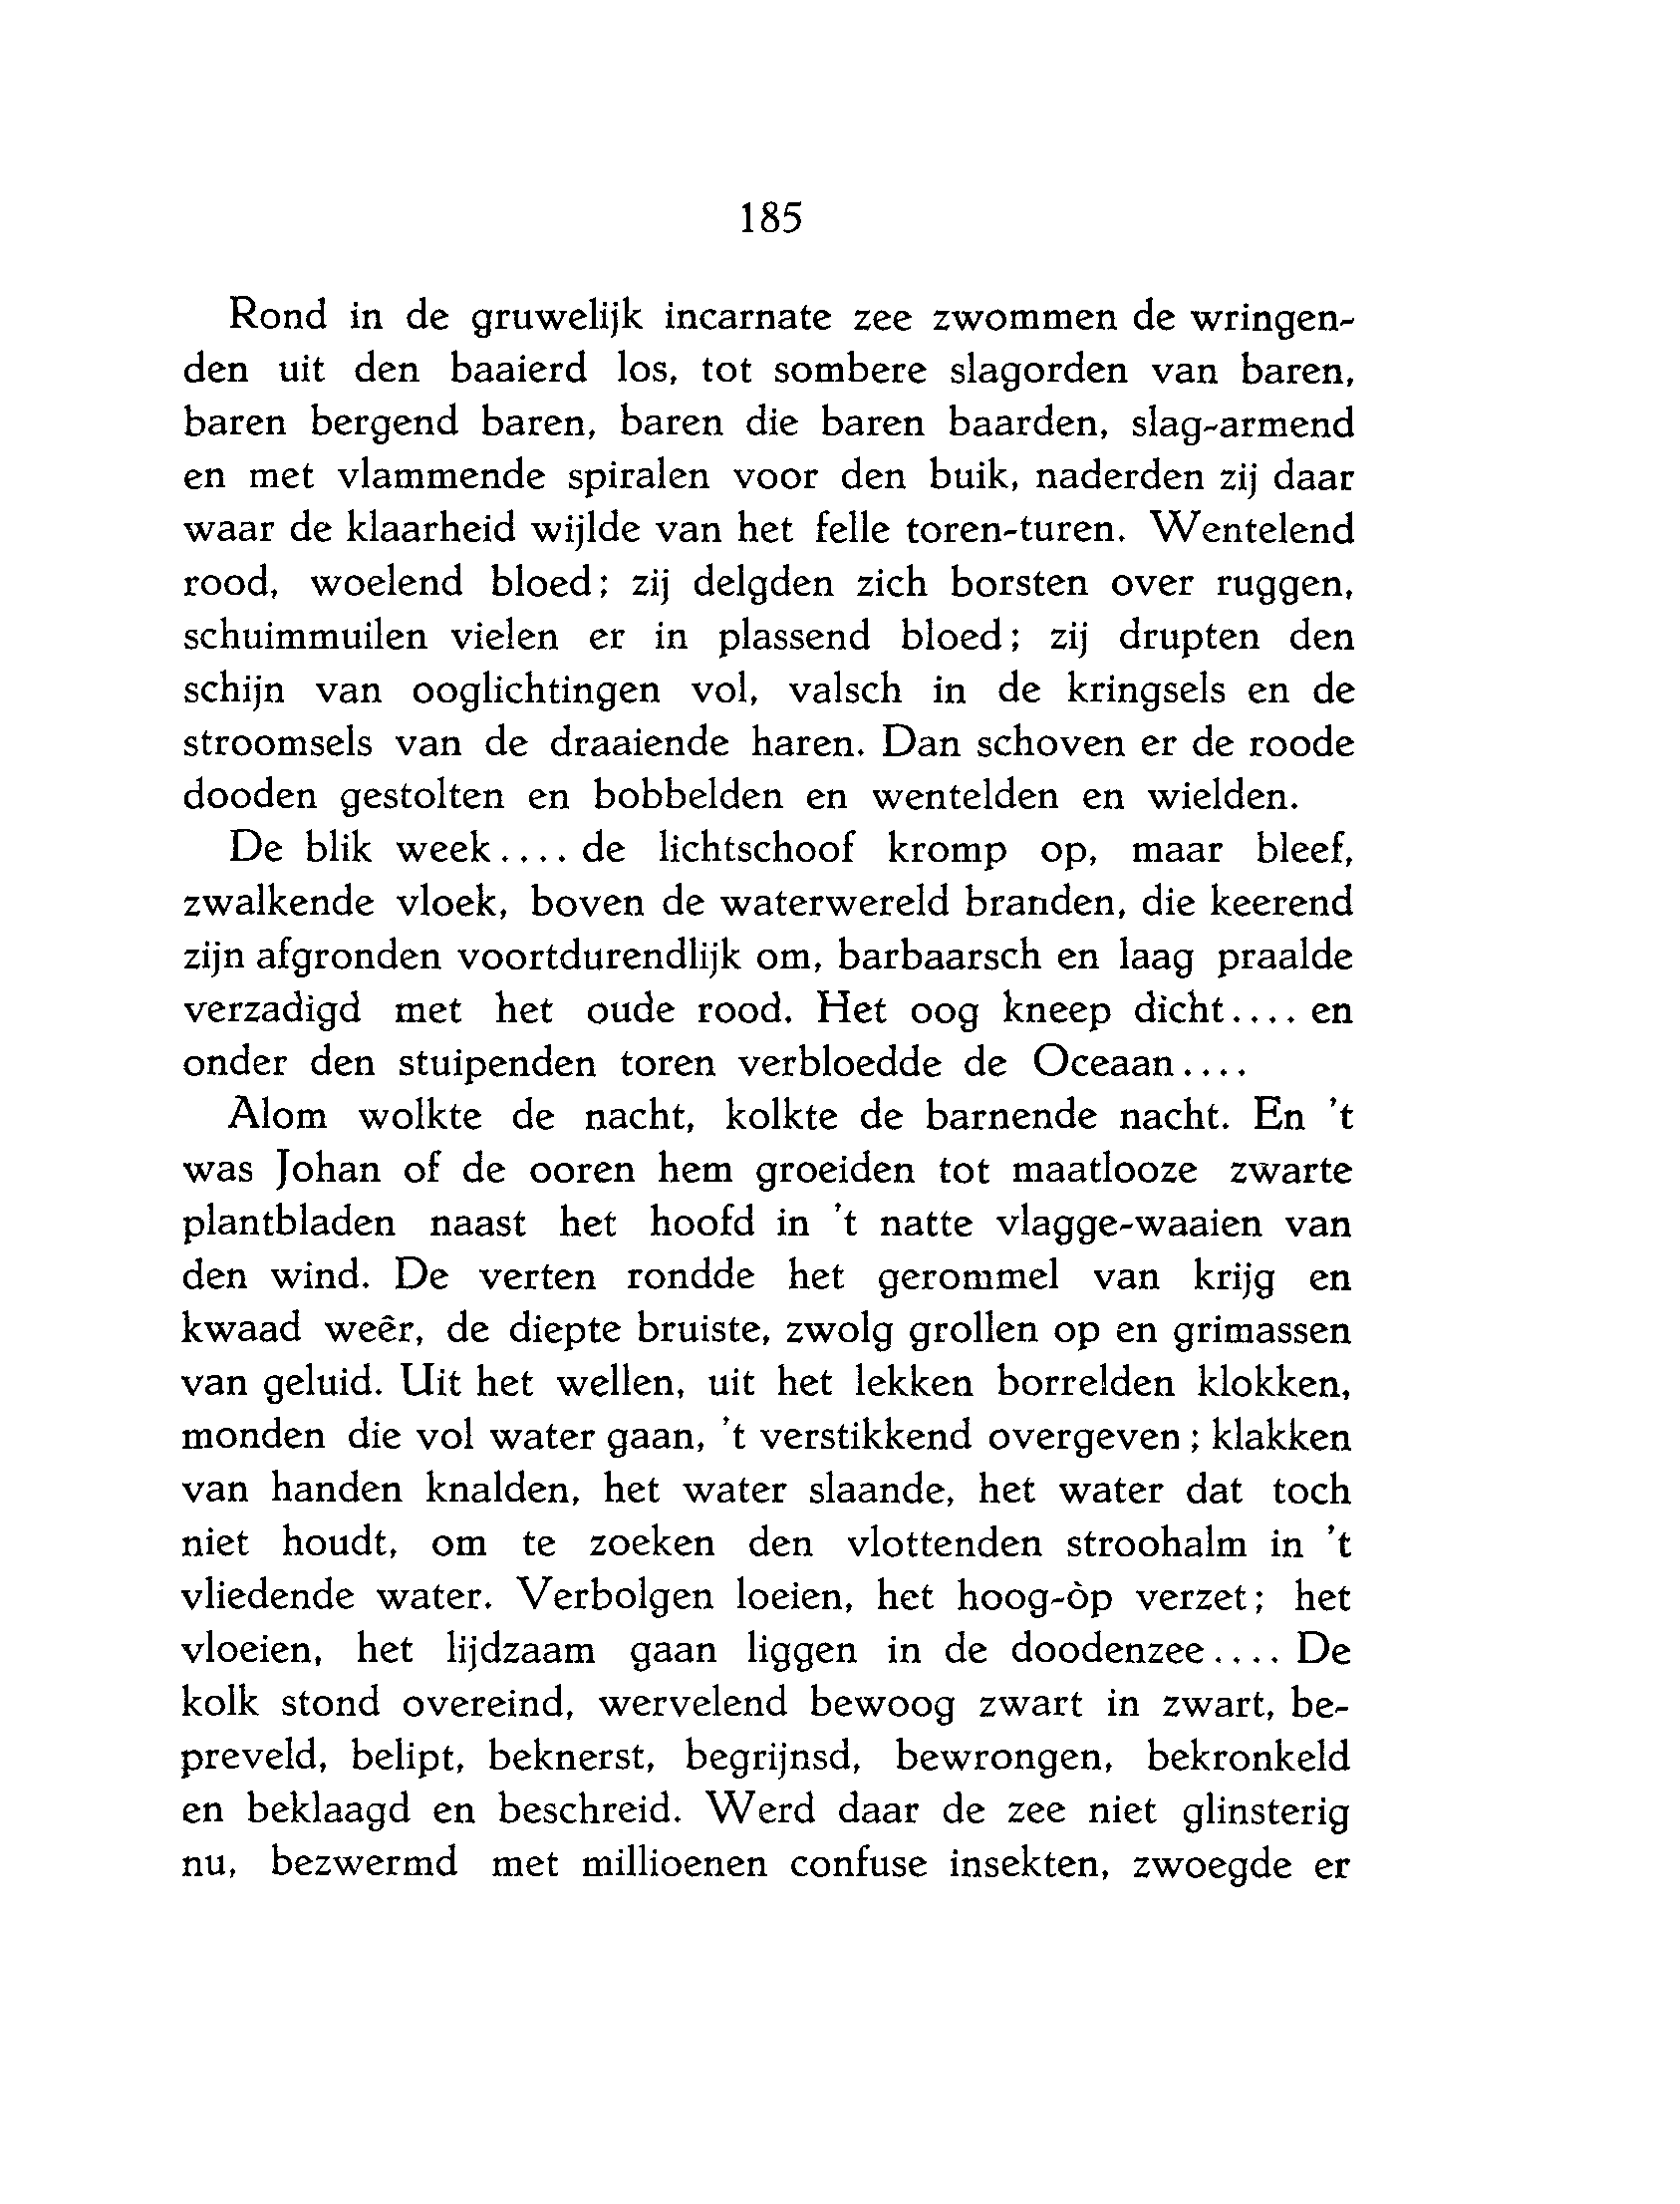 185
Rond in de gruwelijk incarnate zee zwommen de wringen-
den uit den baaierd los, tot sombere slagorden van baren,
baren bergend baren, baren die baren baarden, slag-armend
en met vlammende spiralen voor den buik, naderden zij daar
waar de klaarheid wijlde van het felle toren-turen. Wentelend
rood, woelend bloed; zij delgden zich borsten over ruggen,
schuimmuilen vielen er in plassend bloed; zij drupten den
schijn van ooglichtingen vol, valsch in de kringsels en de
stroomsels van de draaiende haren. Dan schoven er de roode
dooden gestolten en bobbelden en wentelden en wielden.
De blik week.... de lichtschoof kromp op, maar bleef,
zwalkende vloek, boven de waterwereld branden, die keerend
zijn afgronden voortdurendlijk om, barbaarsch en laag praalde
verzadigd met het oude rood. Het oog kneep dicht.... en
onder den stuipenden toren verbloedde de Oceaan....
Alom wolkte de nacht, kolkte de barnende nacht. En 't
was Johan of de ooren hem groeiden tot maatlooze zwarte
plantbladen naast het hoofd in 't natte vlagge-waaien van
den wind. De verten rondde het gerommel van krijg en
kwaad weêr, de diepte bruiste, zwolg grollen op en grimassen
van geluid. Uit het wellen, uit het lekken borrelden klokken,
monden die vol water gaan, 't verstikkend overgeven; klakken
van handen knalden, het water slaande, het water dat toch
niet houdt, om te zoeken den vlottenden stroohalm in 't
vliedende water. Verbolgen loeien, het hoog-òp verzet; het
vloeien, het lijdzaam gaan liggen in de doodenzee.... De
kolk stond overeind, wervelend bewoog zwart in zwart, be-
preveld, belipt, beknerst, begrijnsd, bewrongen, bekronkeld
en beklaagd en beschreid. Werd daar de zee niet glinsterig
nu, bezwermd met millioenen confuse insekten, zwoegde er